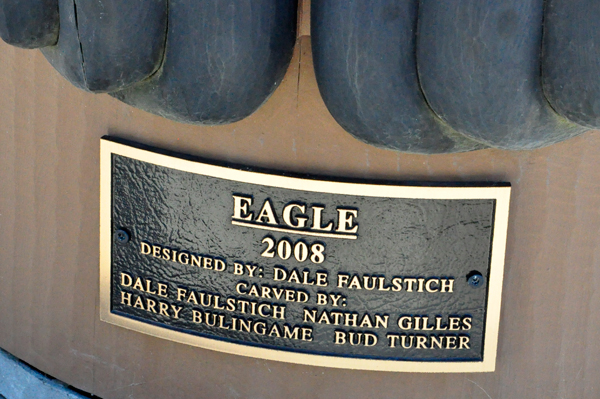 EAGLE
2008
DESIGNED BY: DALE FAULSTICH
CARVED BY:
DALE FAULSTICH NATHAN GILLES
HARRY BULINGAME BUD TURNER